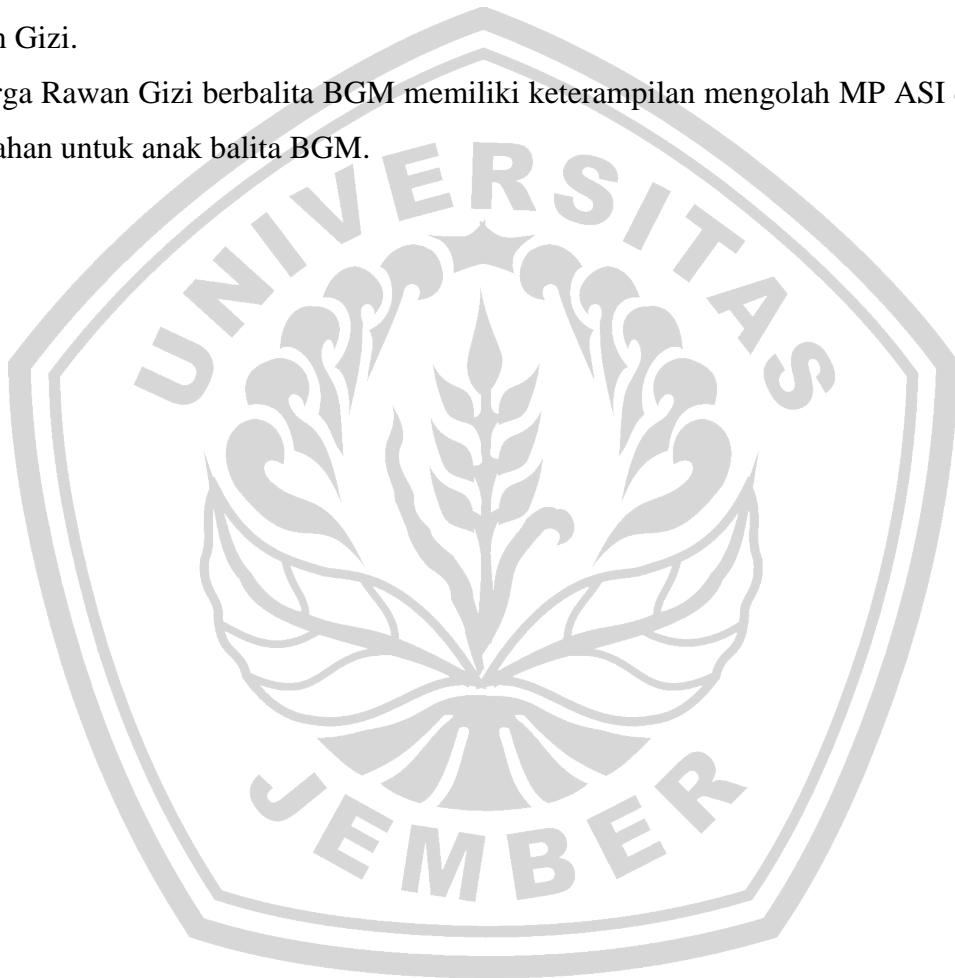 n Gizi.
rga Rawan Gizi berbalita BGM memiliki keterampilan mengolah MP ASI
ahan untuk anak balita BGM.
UNIVERSITAS
JEMBER